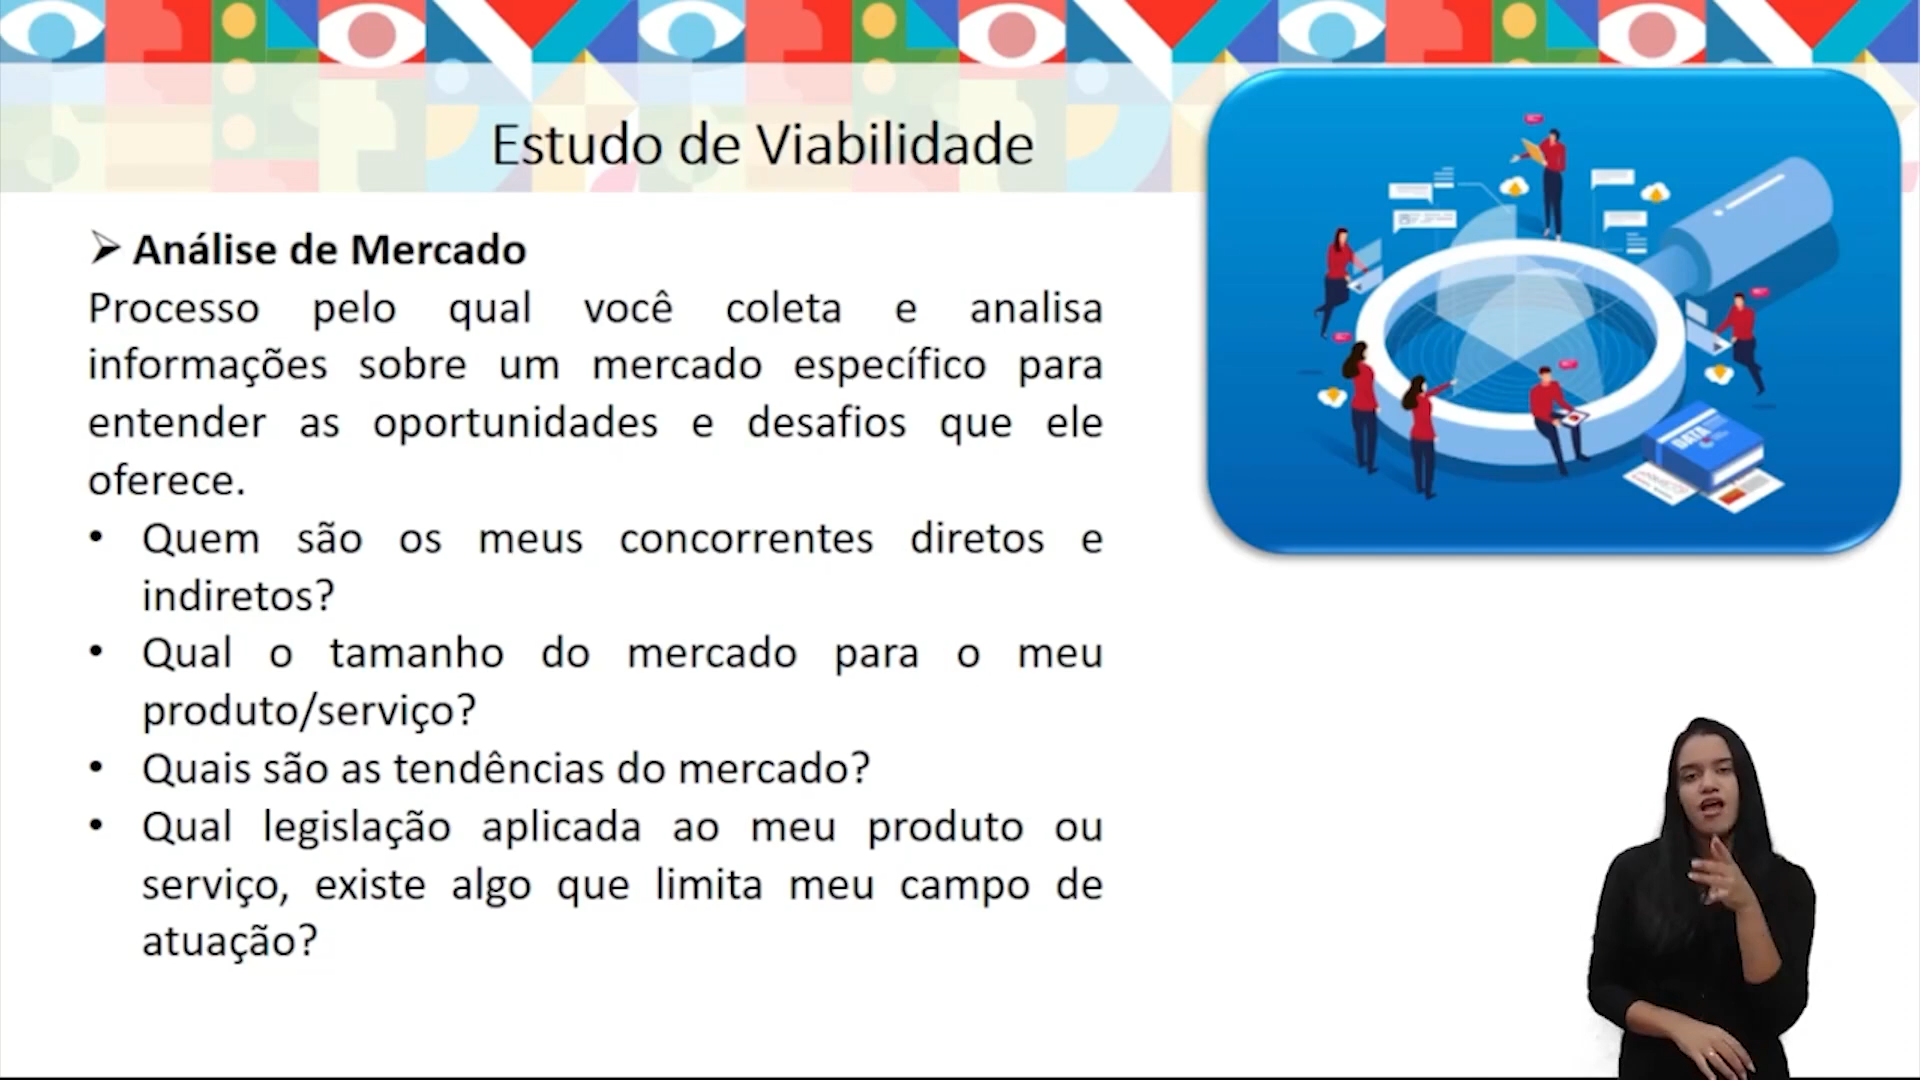 Estudo de Viabilidade
➢ Análise de Mercado
Processo pelo qual você coleta e analisa
informações sobre um mercado específico para
entender as oportunidades e desafios que ele
oferece.
• Quem são os meus concorrentes diretos e
indiretos?
• Qual o tamanho do mercado para o meu
produto/serviço?
• Quais são as tendências do mercado?
• Qual legislação aplicada ao meu produto ou
serviço, existe algo que limita meu campo de
atuação?
DATA